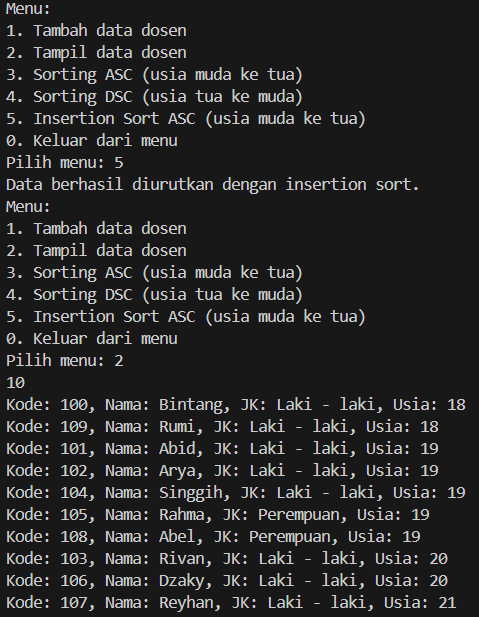 Menu:
1. Tambah data dosen
2. Tampil data dosen
3. Sorting ASC (usia muda ke tua)
4. Sorting DSC (usia tua ke muda)
5. Insertion Sort ASC (usia muda ke tua)
0. Keluar dari menu
Pilih menu: 5
Data berhasil diurutkan dengan insertion sort.
Menu:
1. Tambah data dosen
2. Tampil data dosen
3. Sorting ASC (usia muda ke tua)
4. Sorting DSC (usia tua ke muda)
5. Insertion Sort ASC (usia muda ke tua)
0. Keluar dari menu
Pilih menu: 2
10
Kode: 100, Nama: Bintang, JK: Laki - laki, Usia: 18
Kode: 109, Nama: Rumi, JK: Laki - laki, Usia: 18
Kode: 101, Nama: Abid, JK: Laki - laki, Usia: 19
Kode: 102, Nama: Arya, JK: Laki - laki, Usia: 19
Kode: 104, Nama: Singgih, JK: Laki - laki, Usia: 19
Kode: 105, Nama: Rahma, JK: Perempuan, Usia: 19
Kode: 108, Nama: Abel, JK: Perempuan, Usia: 19
Kode: 103, Nama: Rivan, JK: Laki - laki, Usia: 20
Kode: 106, Nama: Dzaky, JK: Laki - laki, Usia: 20
Kode: 107, Nama: Reyhan, JK: Laki - laki, Usia: 21